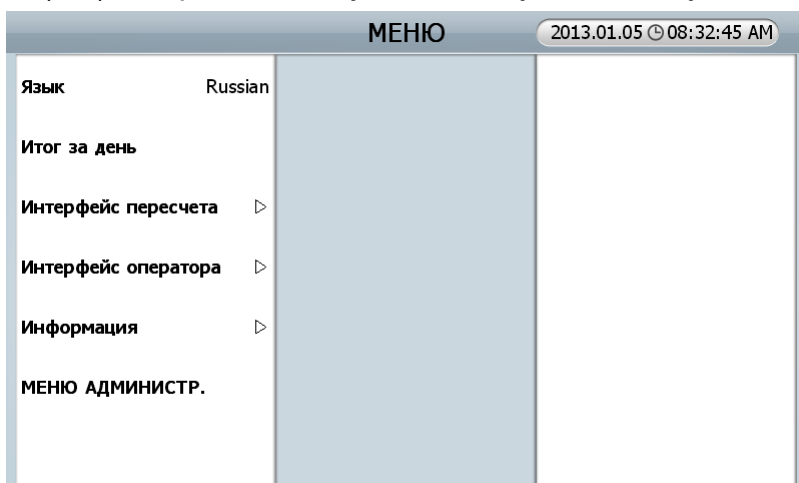 МЕНЮ 2013.01.05 08:32:45 AM
Язык Russian
Итог за день
Интерфейс пересчета
Интерфейс оператора
Информация
МЕНЮ АДМИНИСТР.